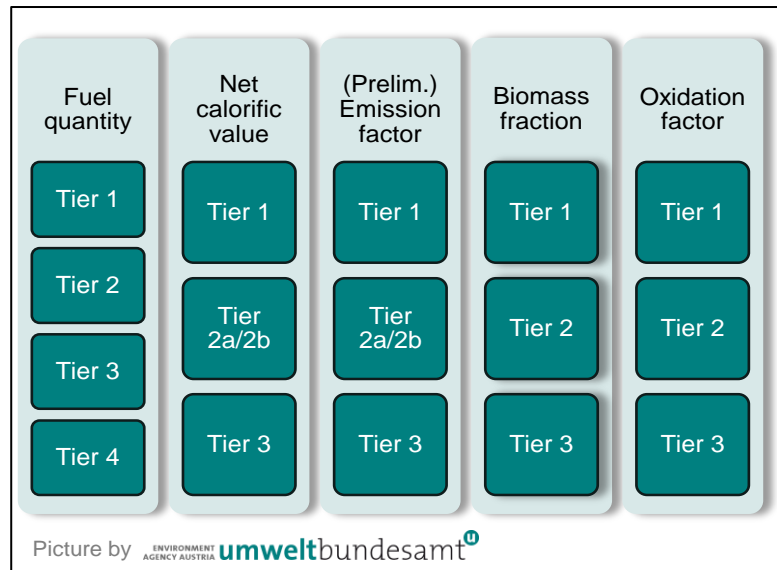 Fuel
quantity
Tier 1
Tier 2
Tier 3
Tier 4
Net
calorific
value
Tier 1
Tier
2a/2b
Tier 3
(Prelim.)
Emission
factor
Tier 1
Tier
2a/2b
Tier 3
Biomass
fraction
Tier 1
Tier 2
Tier 3
Oxidation
factor
Tier 1
Tier 2
Tier 3
Picture by ENVIRONMENT
AGENCY AUSTRIA umweltbundesamt u